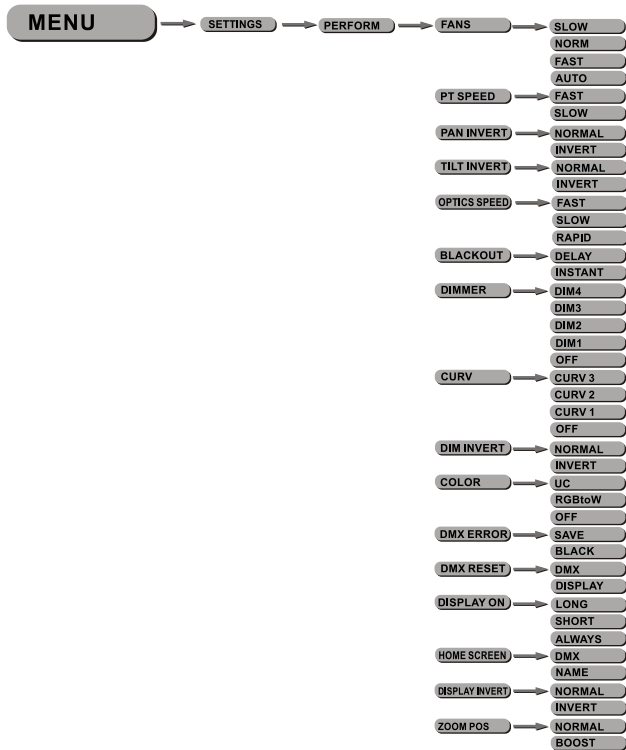 MENU SETTINGS PERFORM FANS SLOW
NORM
FAST
AUTO
PT SPEED FAST
SLOW
PAN INVERT NORMAL
INVERT
TILT INVERT NORMAL
INVERT
OPTICS SPEED FAST
SLOW
RAPID
BLACKOUT DELAY
INSTANT
DIMMER DIM4
DIM3
DIM2
DIM1
OFF
CURV CURV 3
CURV 2
CURV 1
OFF
DIM INVERT NORMAL
INVERT
COLOR UC
RGBtoW
OFF
DMX ERROR SAVE
BLACK
DMX RESET DMX
DISPLAY
DISPLAY ON LONG
SHORT
ALWAYS
HOME SCREEN DMX
NAME
DISPLAY INVERT NORMAL
INVERT
ZOOM POS NORMAL
BOOST